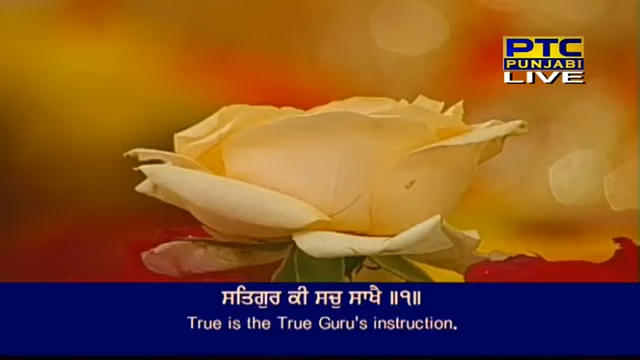 PTC
PUNJABI
LIVE
ਸਤਿਗੁਰ ਕੀ ਸਚੁ ਸਾਖੈ ॥੧॥
True is the True Guru's instruction.